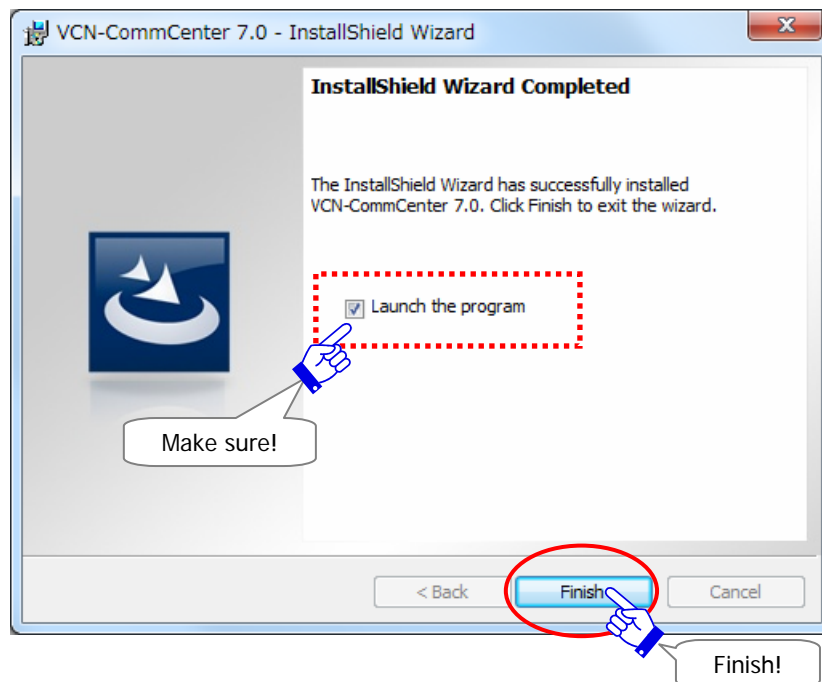 VCN-CommCenter 7.0 - InstallShield Wizard
InstallShield Wizard Completed
The InstallShield Wizard has successfully installed
VCN-CommCenter 7.0. Click Finish to exit the wizard.
Launch the program
Make sure!
< Back
Finish
Cancel
Finish!